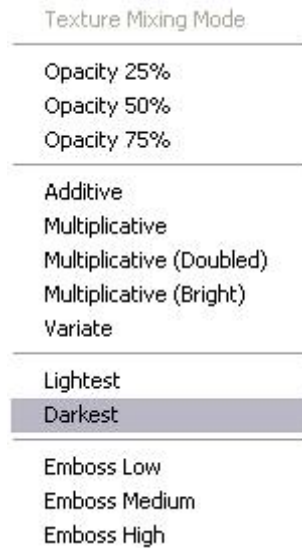 Texture Mixing Mode
Opacity 25%
Opacity 50%
Opacity 75%
Additive
Multiplicative
Multiplicative (Doubled)
Multiplicative (Bright)
Variate
Lightest
Darkest
Emboss Low
Emboss Medium
Emboss High